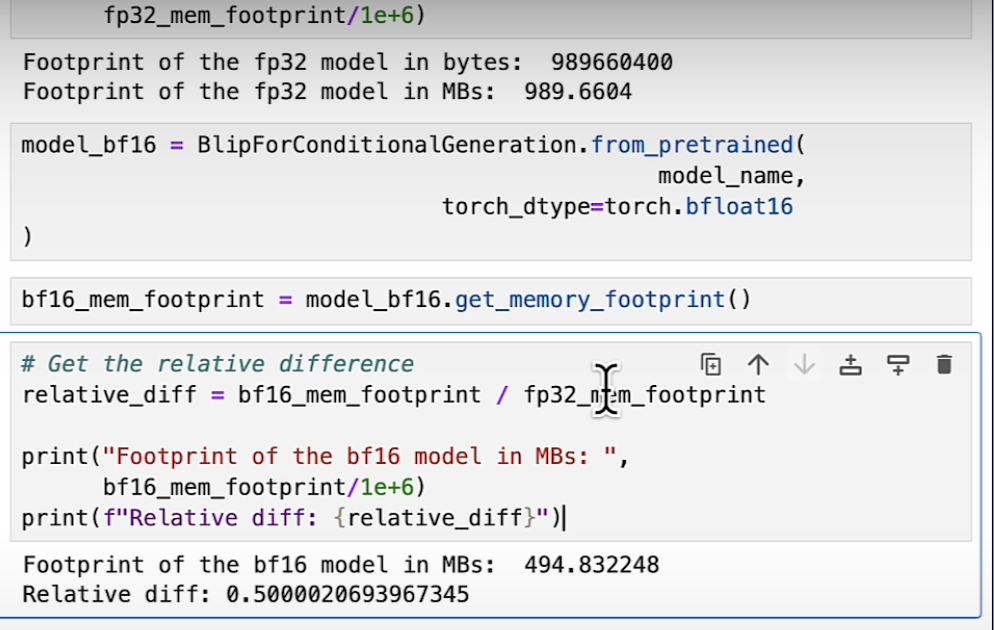 fp32_mem_footprint/1e+6)
Footprint of the fp32 model in bytes:  989660400
Footprint of the fp32 model in MBs:  989.6604
model_bf16 = BlipForConditionalGeneration.from_pretrained(
model_name,
torch_dtype=torch.bfloat16
)
bf16_mem_footprint = model_bf16.get_memory_footprint()
# Get the relative difference
relative_diff = bf16_mem_footprint / fp32_mem_footprint
print("Footprint of the bf16 model in MBs: ",
bf16_mem_footprint/1e+6)
print(f"Relative diff: {relative_diff}")
Footprint of the bf16 model in MBs:  494.832248
Relative diff: 0.5000020693967345